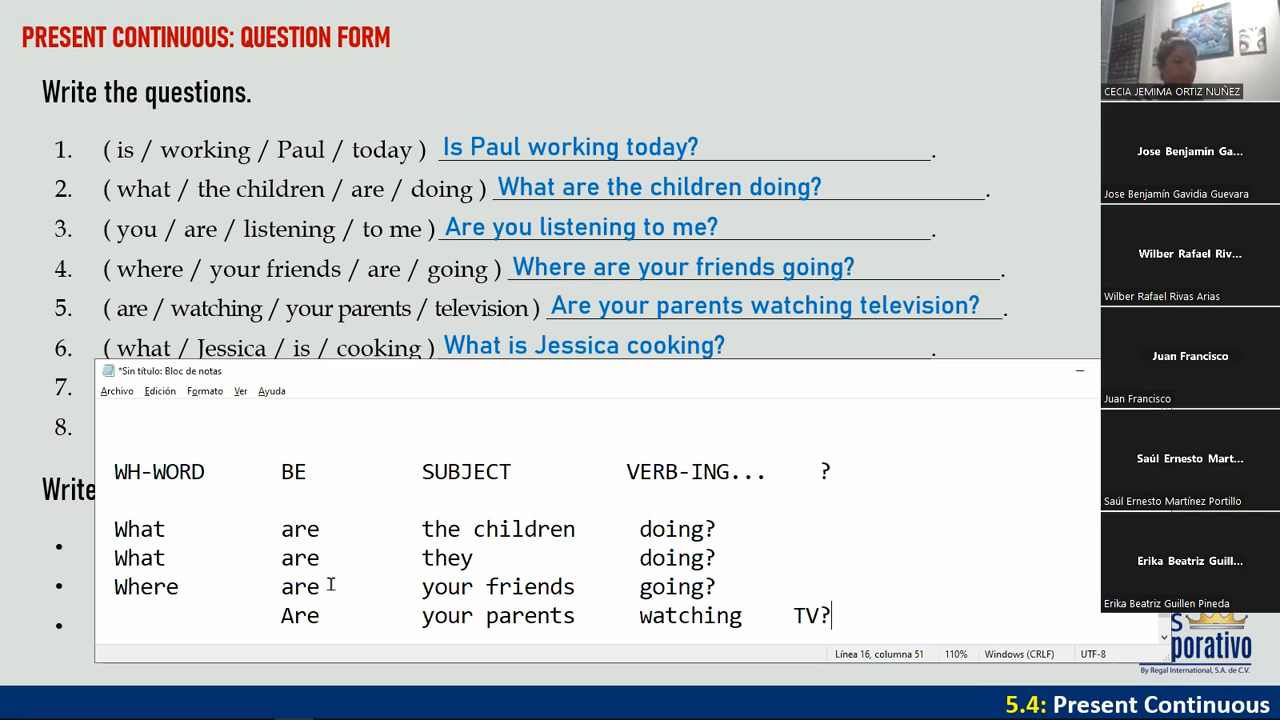 PRESENT CONTINUOUS: QUESTION FORM
Write the questions.
1. ( is / working / Paul / today ) Is Paul working today? .
2. ( what / the children / are / doing ) What are the children doing? .
3. ( you / are / listening / to me ) Are you listening to me? .
4. ( where / your friends / are / going ) Where are your friends going? .
5. ( are / watching / your parents / television ) Are your parents watching television? .
6. ( what / Jessica / is / cooking ) What is Jessica cooking? .
7.
8.
Write
*Sin título: Bloc de notas
Archivo Edición Formato Ver Ayuda
WH-WORD BE SUBJECT VERB-ING... ?
What are the children doing?
What are they doing?
Where are your friends going?
Are your parents watching TV?
Línea 16, columna 51 110% Windows (CRLF) UTF-8
CECIA JEMIMA ORTIZ NUÑEZ
Jose Benjamín Ga...
Jose Benjamín Gavidia Guevara
Wilber Rafael Riv...
Wilber Rafael Rivas Arias
Juan Francisco
Juan Francisco
Saúl Ernesto Mart...
Saúl Ernesto Martínez Portillo
Erika Beatriz Guill...
Erika Beatriz Guillen Pineda
s
porativo
By Regal International, S.A. de C.V.
5.4: Present Continuous